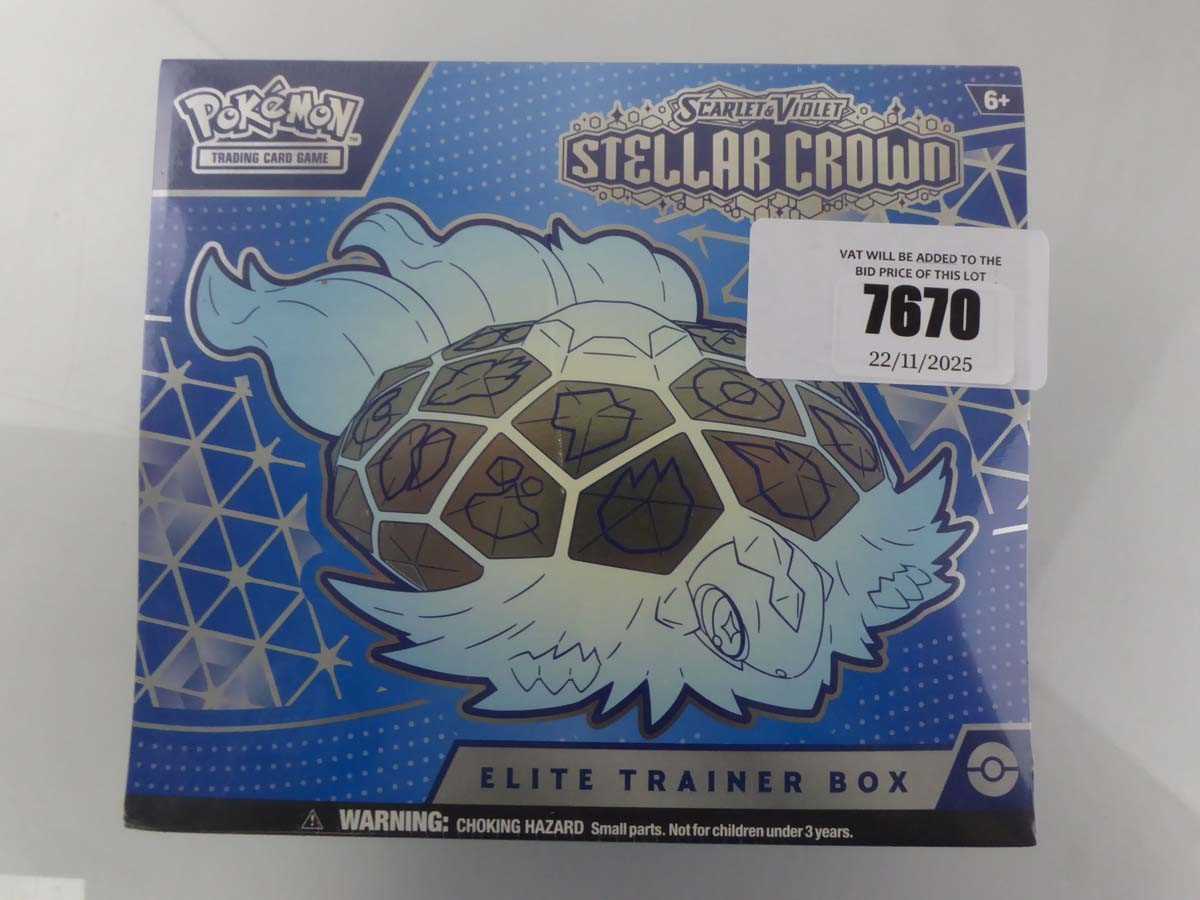 POKÉMON
TRADING CARD GAME
SCARLET & VIOLET
STELLAR CROWN
6+
VAT WILL BE ADDED TO THE
BID PRICE OF THIS LOT
7670
22/11/2025
ELITE TRAINER BOX
WARNING: CHOKING HAZARD Small parts. Not for children under 3 years.